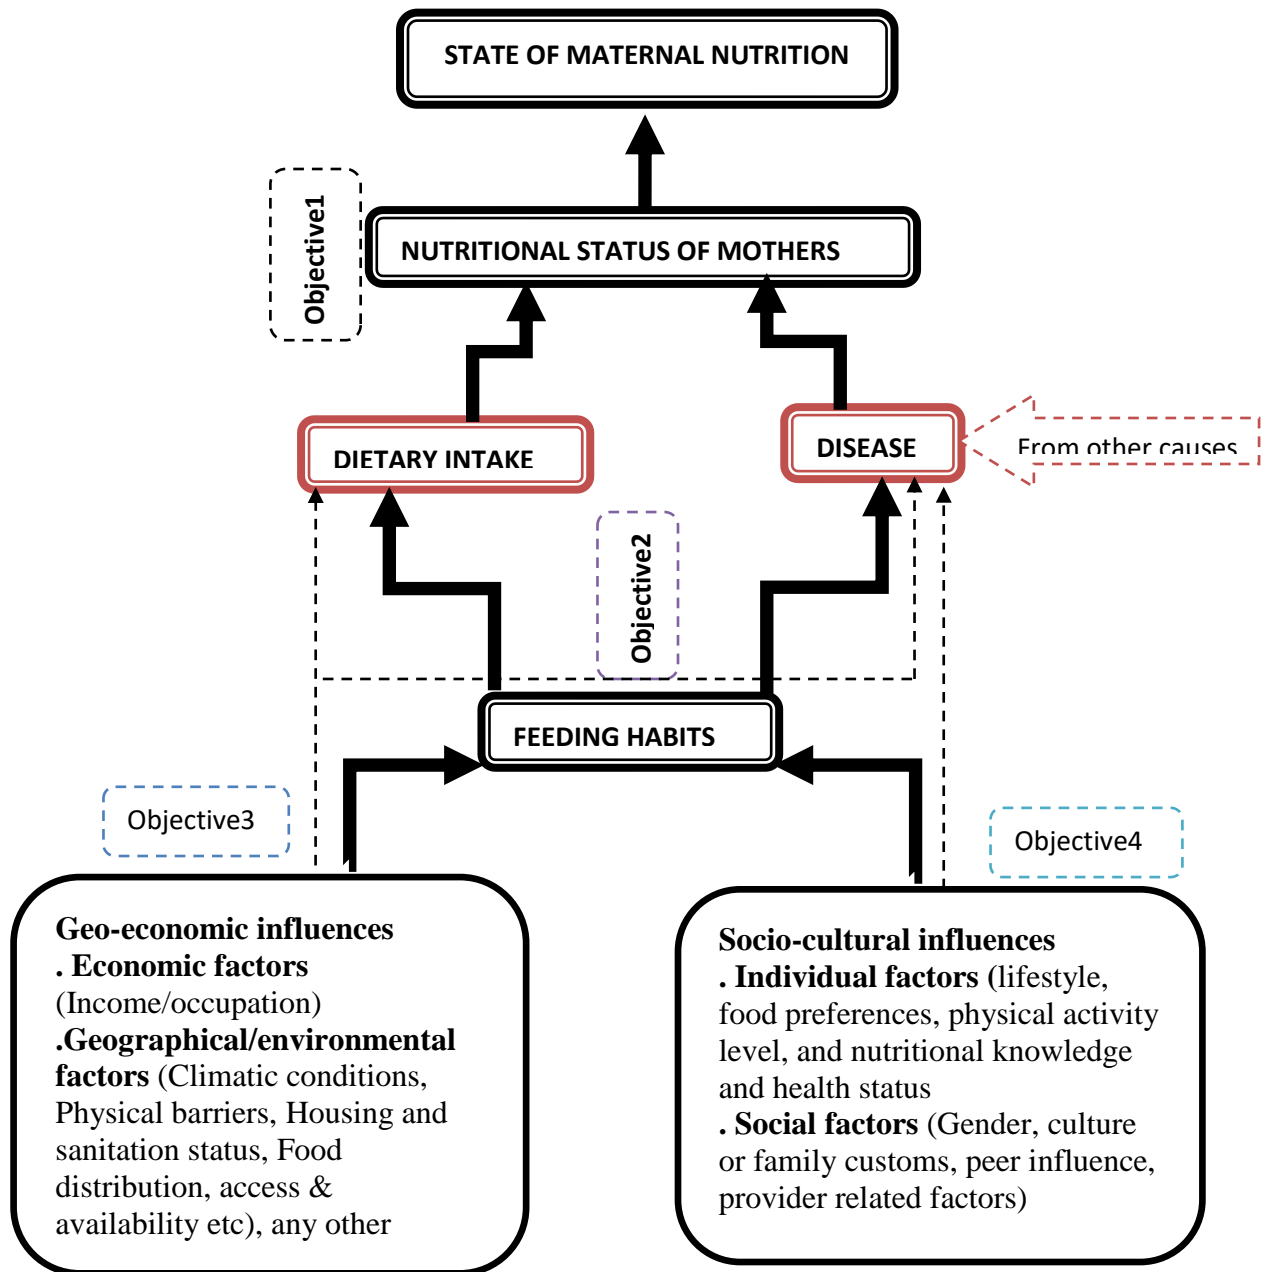 STATE OF MATERNAL NUTRITION
Objective1
NUTRITIONAL STATUS OF MOTHERS
DIETARY INTAKE
DISEASE
From other causes
Objective2
FEEDING HABITS
Objective3
Objective4
Geo-economic influences
. Economic factors
(Income/occupation)
.Geographical/environmental
factors (Climatic conditions,
Physical barriers, Housing and
sanitation status, Food
distribution, access &
availability etc), any other
Socio-cultural influences
. Individual factors (lifestyle,
food preferences, physical activity
level, and nutritional knowledge
and health status
. Social factors (Gender, culture
or family customs, peer influence,
provider related factors)